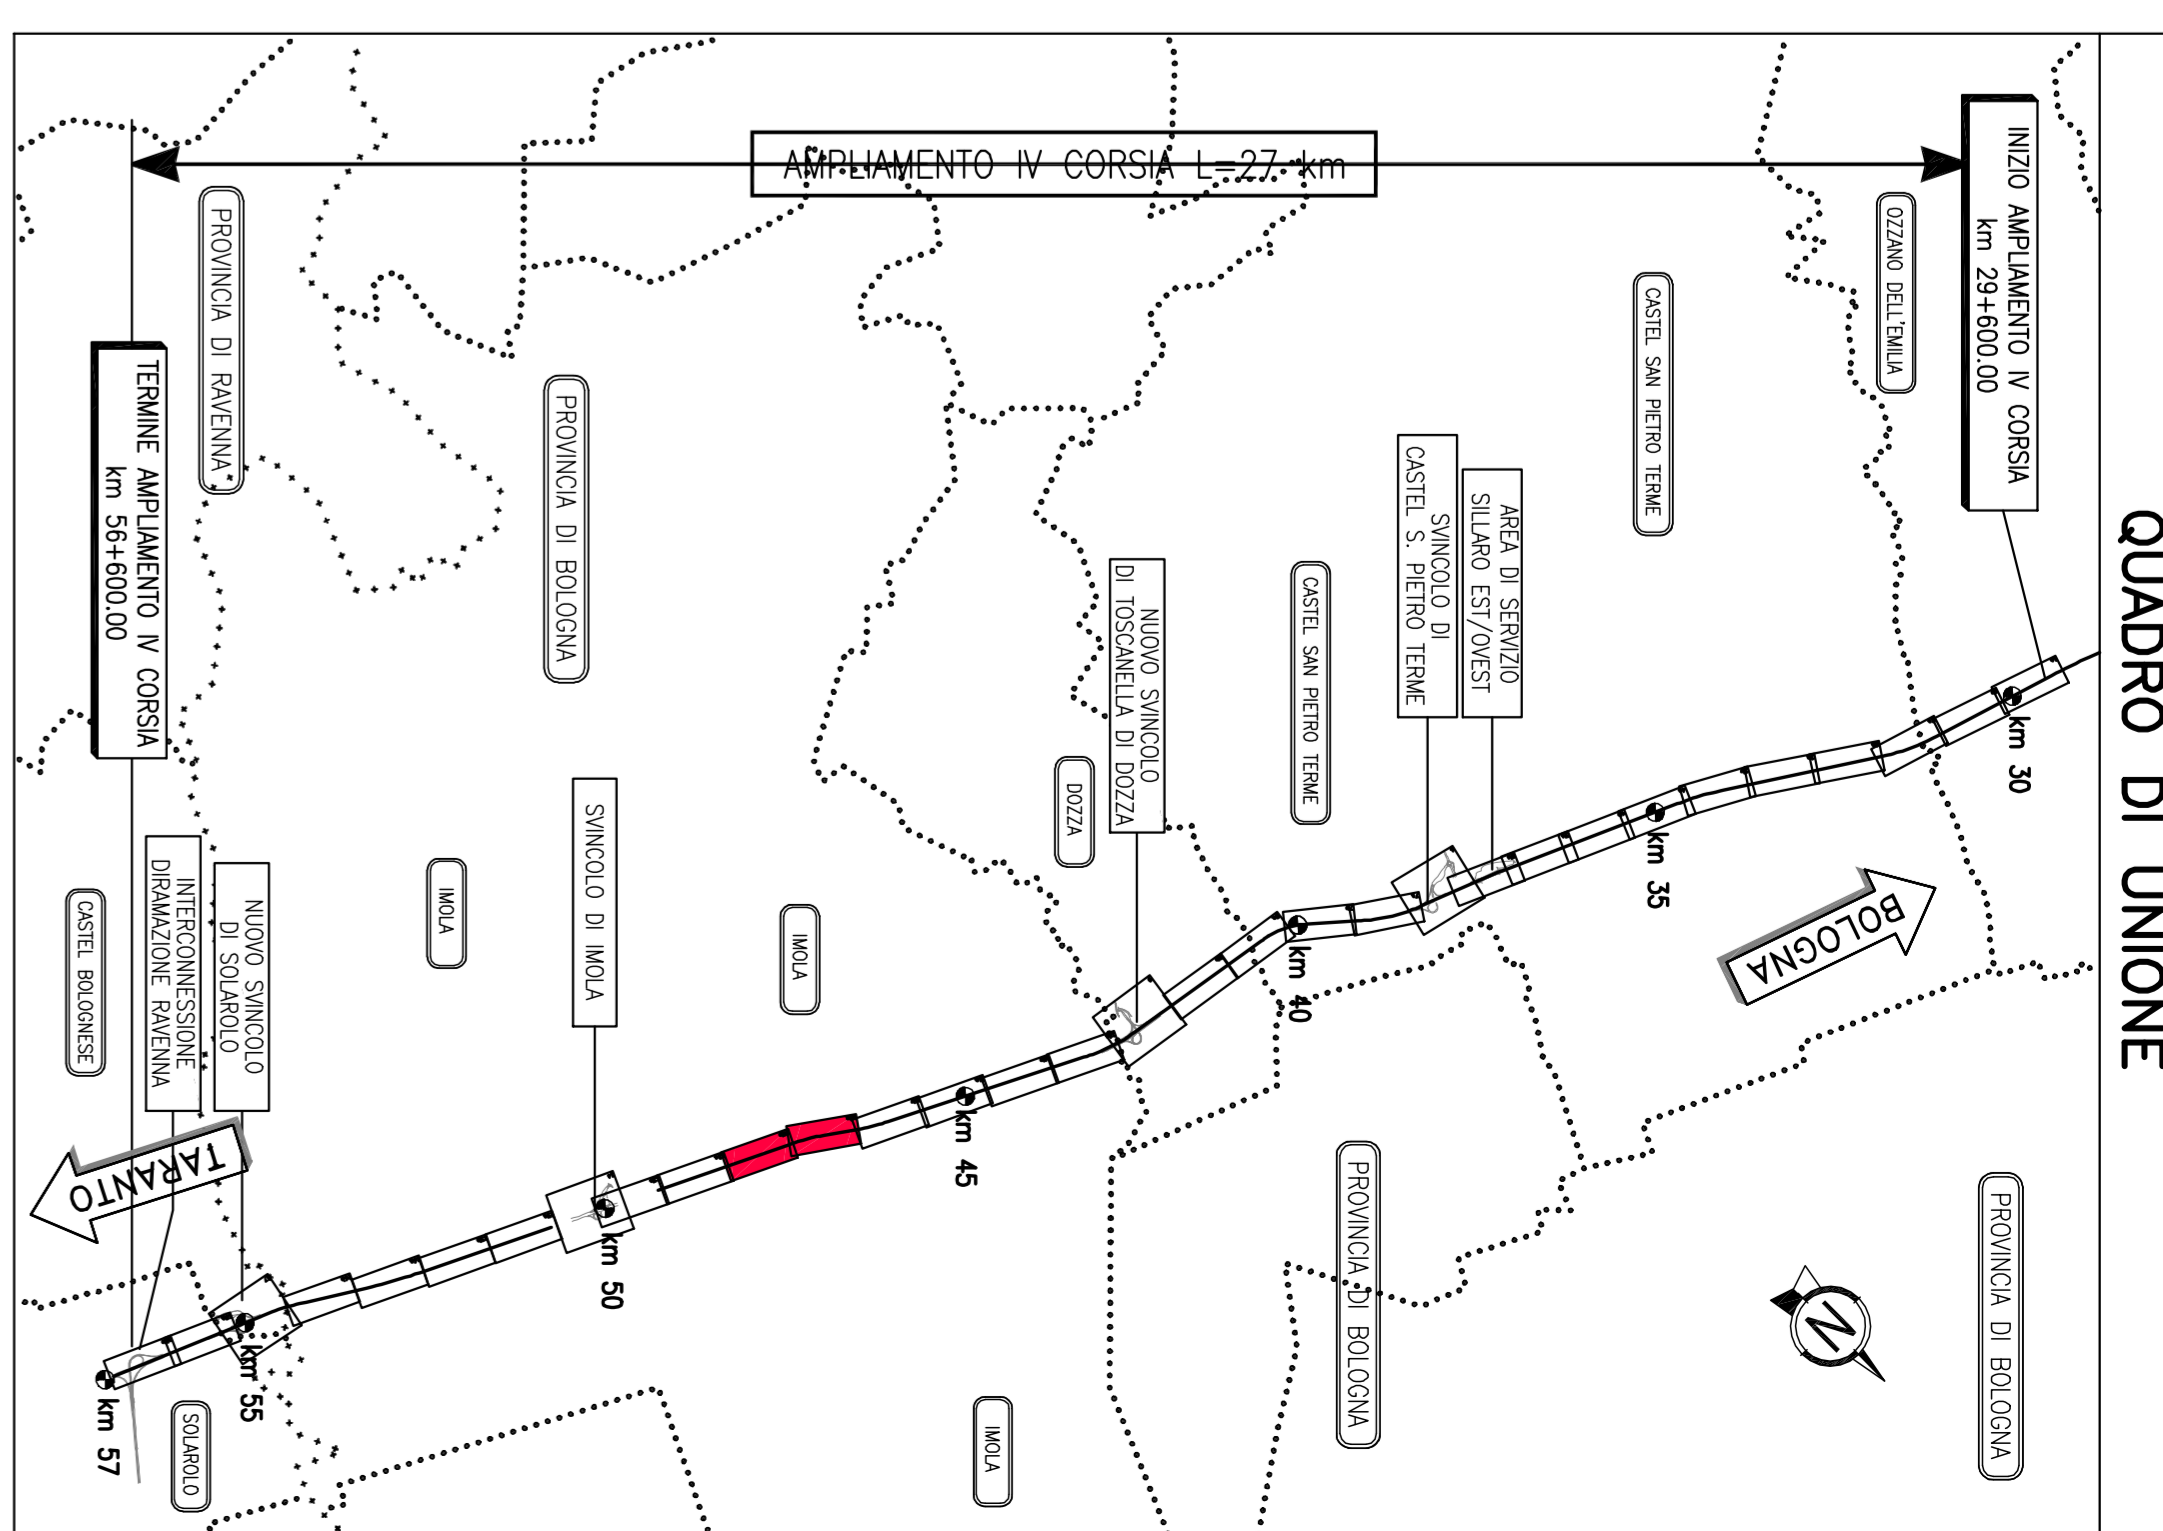 QUADRO DI UNIONE
AMPLIAMENTO IV CORSIA L=27 km
INIZIO AMPLIAMENTO IV CORSIA
km 29+600.00
OZZANO DELL'EMILIA
CASTEL SAN PIETRO TERME
AREA DI SERVIZIO
SILLARO EST/OVEST
SVINCOLO DI
CASTEL S. PIETRO TERME
CASTEL SAN PIETRO TERME
NUOVO SVINCOLO
DI TOSCANELLA DI DOZZA
DOZZA
PROVINCIA DI BOLOGNA
PROVINCIA DI RAVENNA
TERMINE AMPLIAMENTO IV CORSIA
km 56+600.00
SVINCOLO DI IMOLA
IMOLA
IMOLA
NUOVO SVINCOLO
DI SOLAROLO
INTERCONNESSIONE
DIRAMAZIONE RAVENNA
CASTEL BOLOGNESE
km 30
km 35
km 40
km 45
km 50
km 55
km 57
BOLOGNA
TARANTO
PROVINCIA DI BOLOGNA
PROVINCIA DI BOLOGNA
IMOLA
SOLAROLO
N